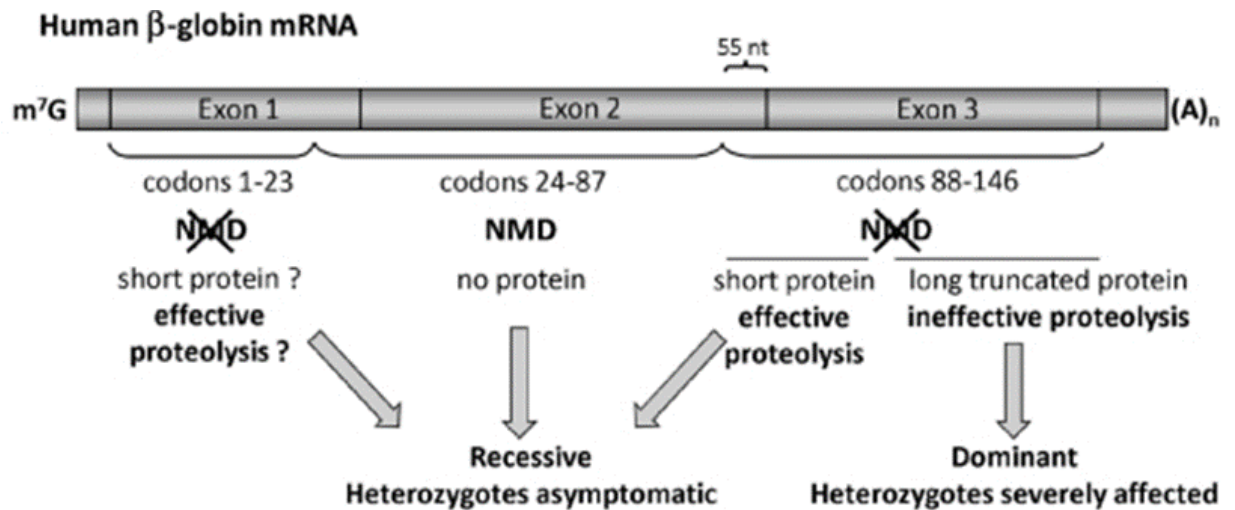 Human β-globin mRNA
55 nt
m⁷G Exon 1 Exon 2 Exon 3 (A)ₙ
codons 1-23 codons 24-87 codons 88-146
NMD NMD NMD
short protein ? no protein short protein long truncated protein
effective effective ineffective proteolysis
proteolysis ? proteolysis
Recessive Dominant
Heterozygotes asymptomatic Heterozygotes severely affected